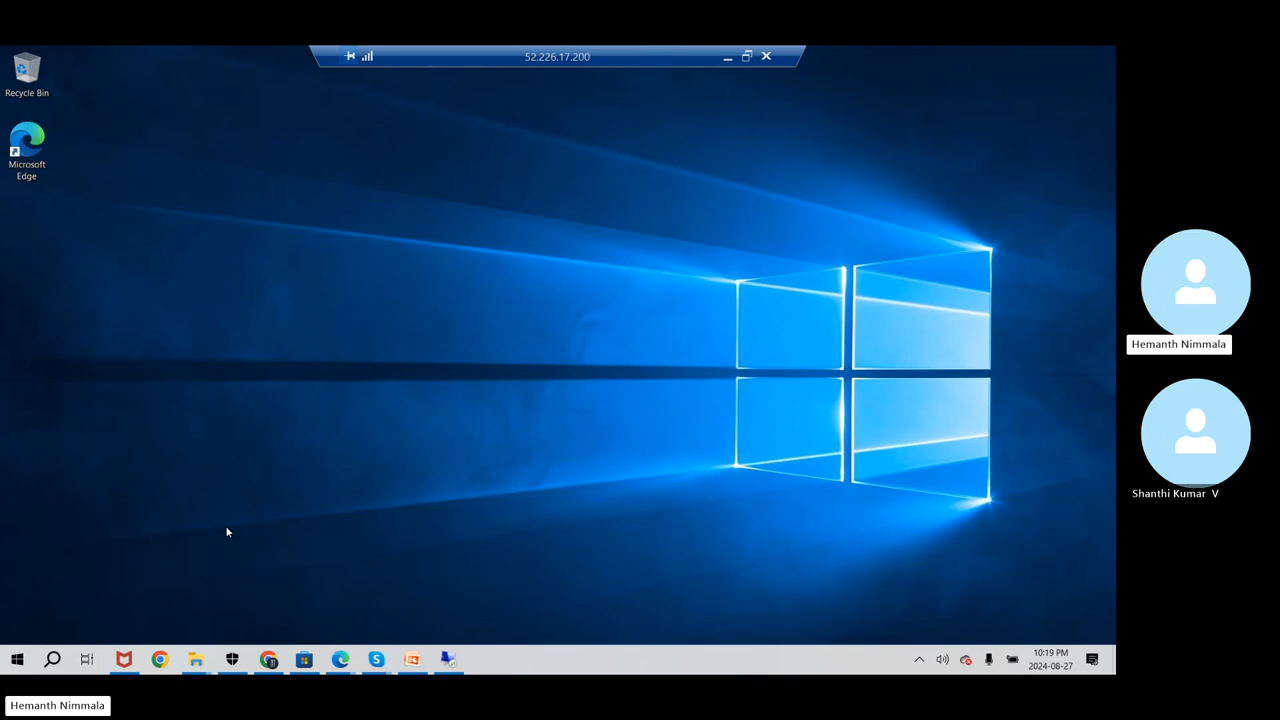 52.226.17.200
Recycle Bin
Microsoft
Edge
Hemanth Nimmala
Shanthi Kumar V
10:19 PM
2024-08-27
Hemanth Nimmala